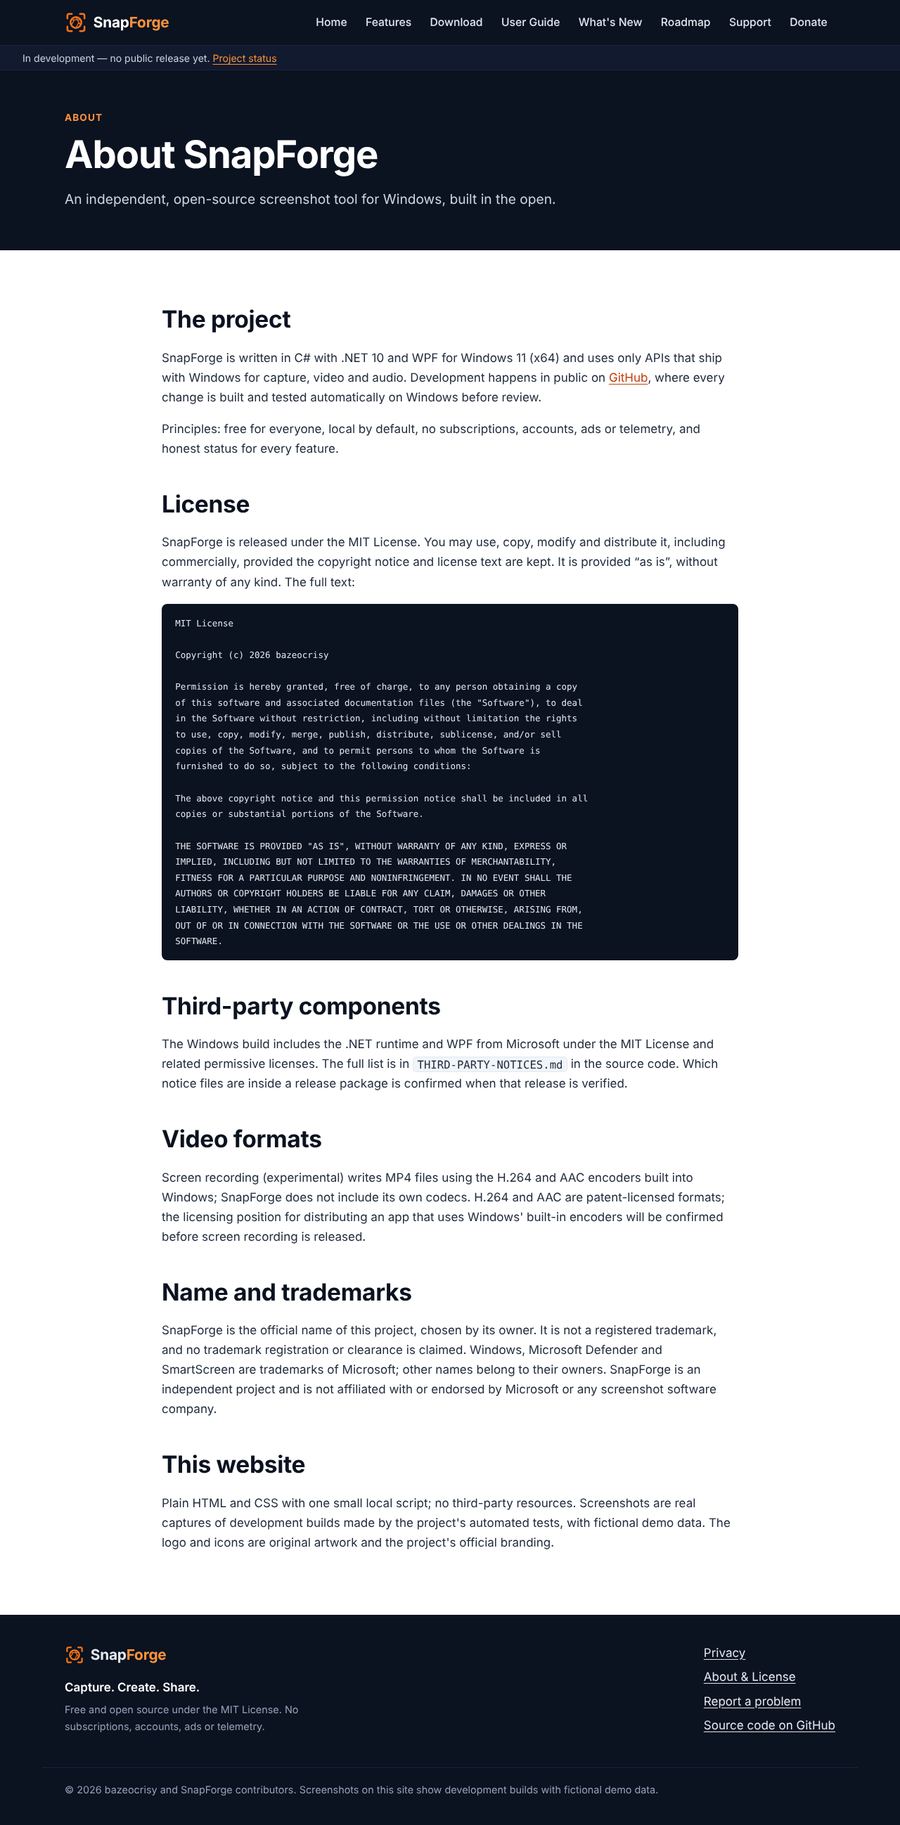 SnapForge
Home Features Download User Guide What's New Roadmap Support Donate
In development — no public release yet. Project status
ABOUT
About SnapForge
An independent, open-source screenshot tool for Windows, built in the open.
The project
SnapForge is written in C# with .NET 10 and WPF for Windows 11 (x64) and uses only APIs that ship
with Windows for capture, video and audio. Development happens in public on GitHub, where every
change is built and tested automatically on Windows before review.
Principles: free for everyone, local by default, no subscriptions, accounts, ads or telemetry, and
honest status for every feature.
License
SnapForge is released under the MIT License. You may use, copy, modify and distribute it, including
commercially, provided the copyright notice and license text are kept. It is provided “as is”, without
warranty of any kind. The full text:
MIT License
Copyright (c) 2026 bazeocrisy
Permission is hereby granted, free of charge, to any person obtaining a copy
of this software and associated documentation files (the "Software"), to deal
in the Software without restriction, including without limitation the rights
to use, copy, modify, merge, publish, distribute, sublicense, and/or sell
copies of the Software, and to permit persons to whom the Software is
furnished to do so, subject to the following conditions:
The above copyright notice and this permission notice shall be included in all
copies or substantial portions of the Software.
THE SOFTWARE IS PROVIDED "AS IS", WITHOUT WARRANTY OF ANY KIND, EXPRESS OR
IMPLIED, INCLUDING BUT NOT LIMITED TO THE WARRANTIES OF MERCHANTABILITY,
FITNESS FOR A PARTICULAR PURPOSE AND NONINFRINGEMENT. IN NO EVENT SHALL THE
AUTHORS OR COPYRIGHT HOLDERS BE LIABLE FOR ANY CLAIM, DAMAGES OR OTHER
LIABILITY, WHETHER IN AN ACTION OF CONTRACT, TORT OR OTHERWISE, ARISING FROM,
OUT OF OR IN CONNECTION WITH THE SOFTWARE OR THE USE OR OTHER DEALINGS IN THE
SOFTWARE.
Third-party components
The Windows build includes the .NET runtime and WPF from Microsoft under the MIT License and
related permissive licenses. The full list is in THIRD-PARTY-NOTICES.md in the source code. Which
notice files are inside a release package is confirmed when that release is verified.
Video formats
Screen recording (experimental) writes MP4 files using the H.264 and AAC encoders built into
Windows; SnapForge does not include its own codecs. H.264 and AAC are patent-licensed formats;
the licensing position for distributing an app that uses Windows' built-in encoders will be confirmed
before screen recording is released.
Name and trademarks
SnapForge is the official name of this project, chosen by its owner. It is not a registered trademark,
and no trademark registration or clearance is claimed. Windows, Microsoft Defender and
SmartScreen are trademarks of Microsoft; other names belong to their owners. SnapForge is an
independent project and is not affiliated with or endorsed by Microsoft or any screenshot software
company.
This website
Plain HTML and CSS with one small local script; no third-party resources. Screenshots are real
captures of development builds made by the project's automated tests, with fictional demo data. The
logo and icons are original artwork and the project's official branding.
SnapForge
Capture. Create. Share.
Free and open source under the MIT License. No
subscriptions, accounts, ads or telemetry.
Privacy
About & License
Report a problem
Source code on GitHub
© 2026 bazeocrisy and SnapForge contributors. Screenshots on this site show development builds with fictional demo data.